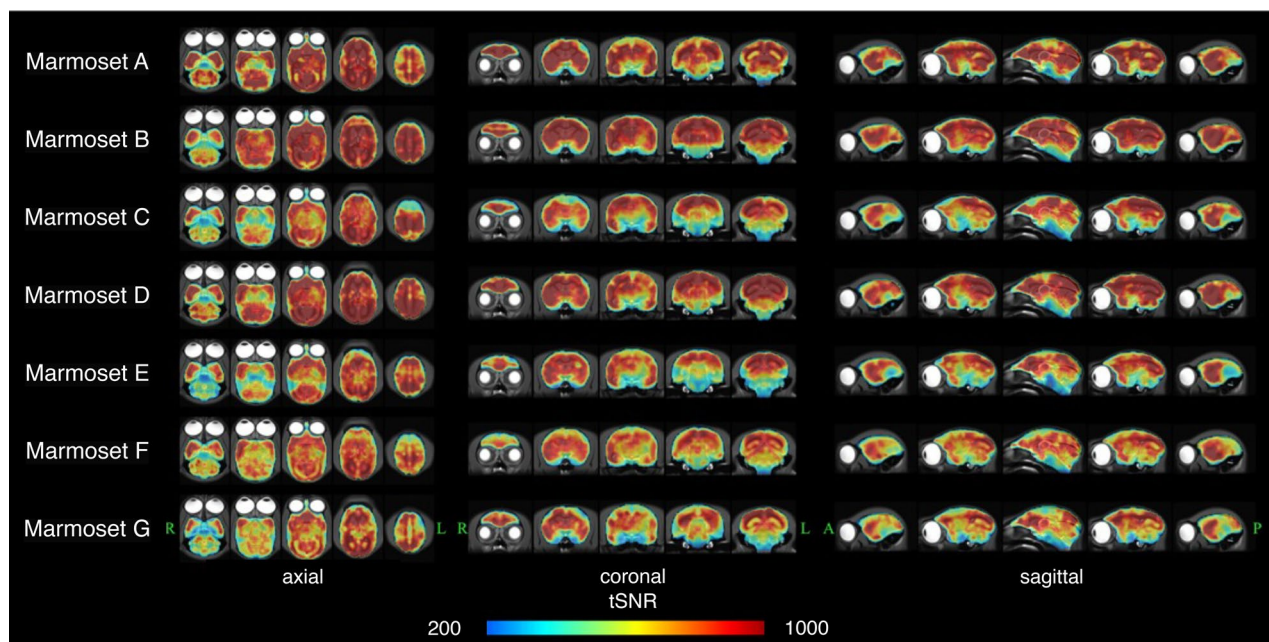 Marmoset A
Marmoset B
Marmoset C
Marmoset D
Marmoset E
Marmoset F
Marmoset G
R
L
R
L
A
P
axial
coronal
sagittal
tSNR
200
1000